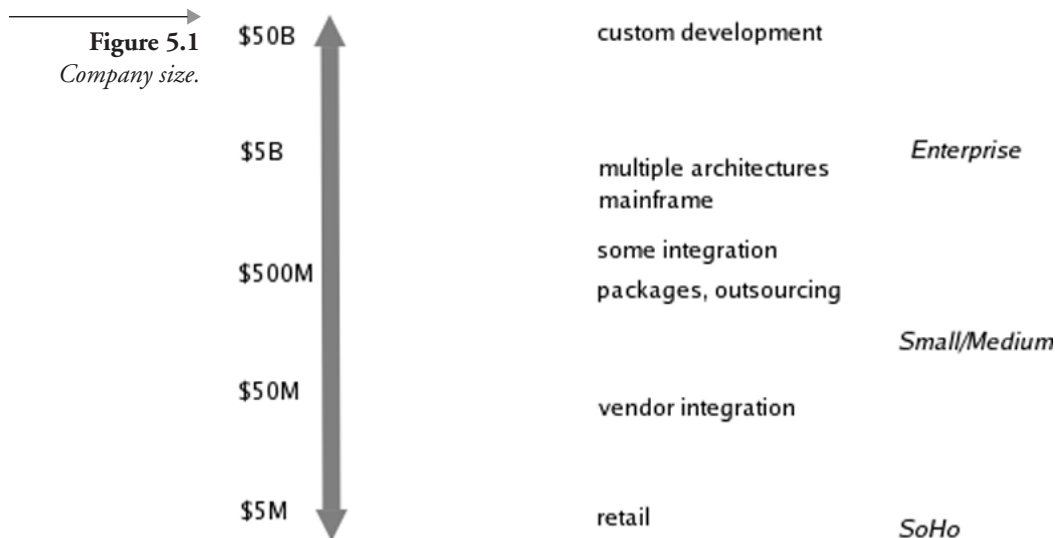 Figure 5.1
Company size.
$50B
custom development
$5B
Enterprise
multiple architectures
mainframe
some integration
$500M
packages, outsourcing
Small/Medium
$50M
vendor integration
$5M
retail
SoHo